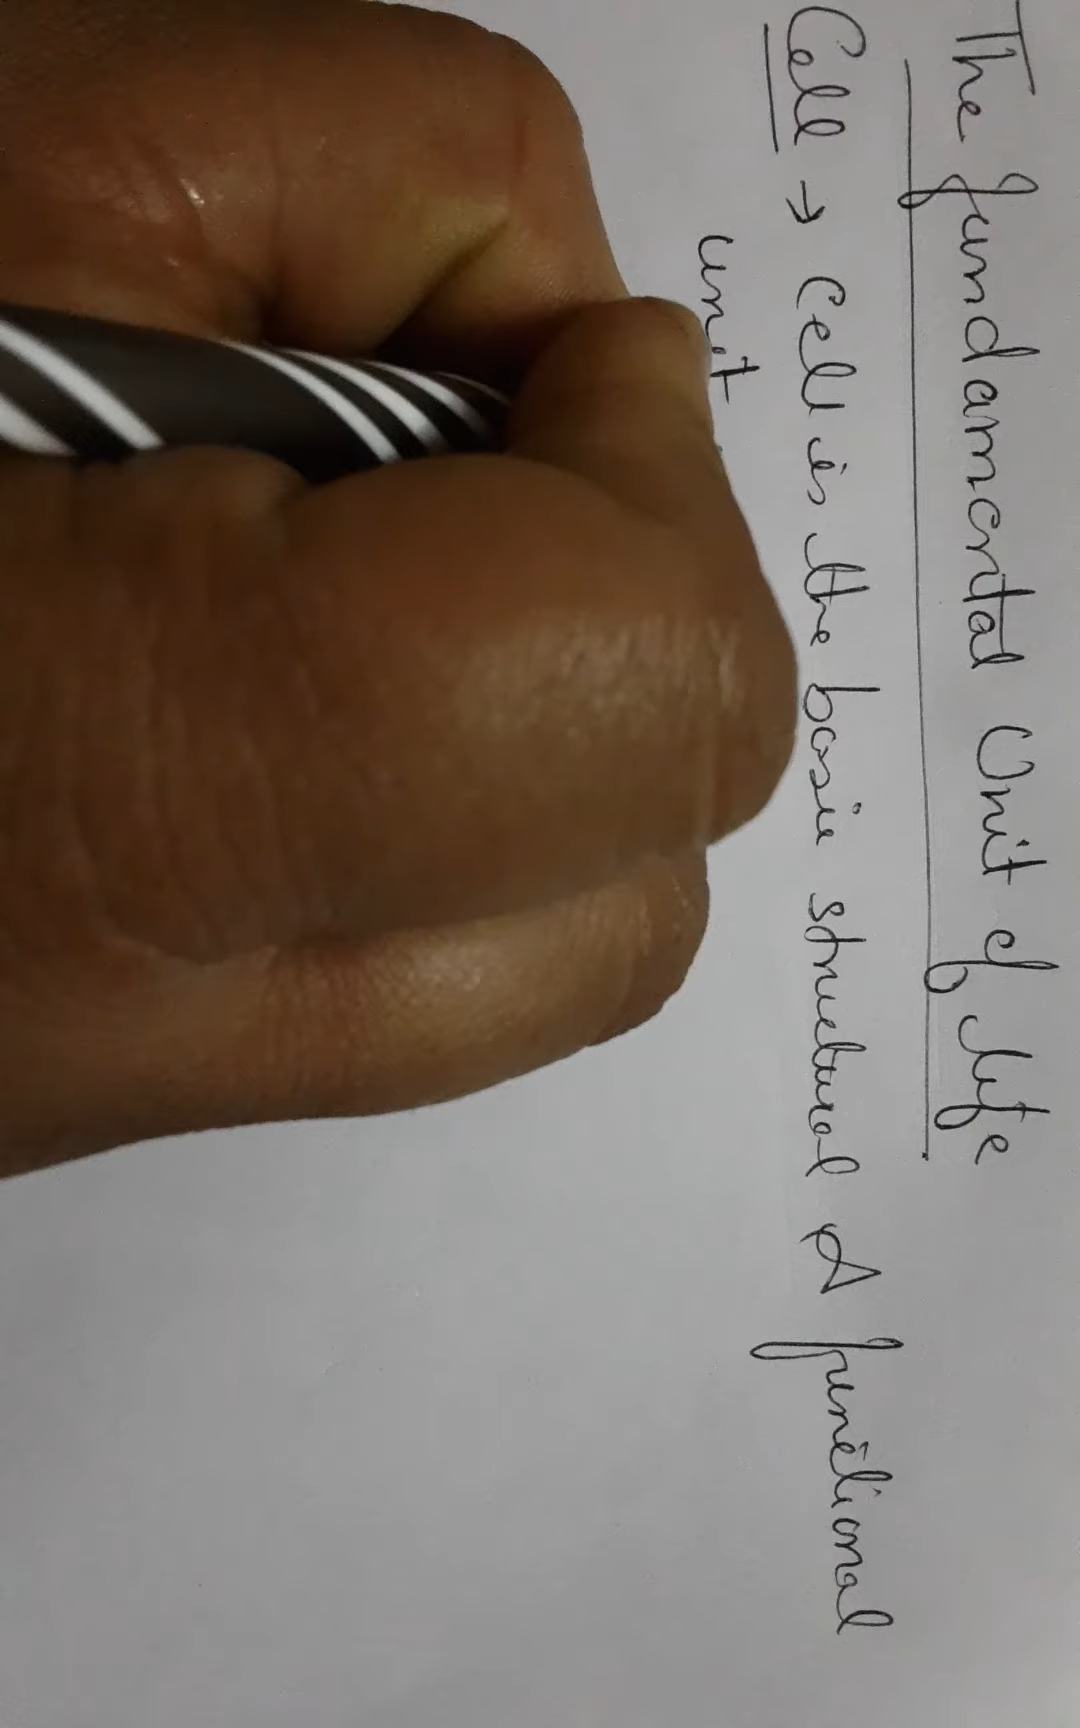 The fundamental Unit of Life
Cell → Cell is the basic structural & functional
unit